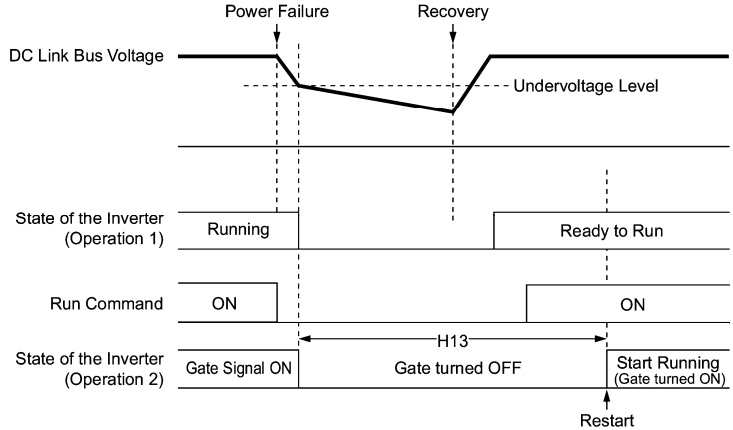 Power Failure
Recovery
DC Link Bus Voltage
Undervoltage Level
State of the Inverter
(Operation 1)
Running
Ready to Run
Run Command
ON
ON
H13
State of the Inverter
(Operation 2)
Gate Signal ON
Gate turned OFF
Start Running
(Gate turned ON)
Restart